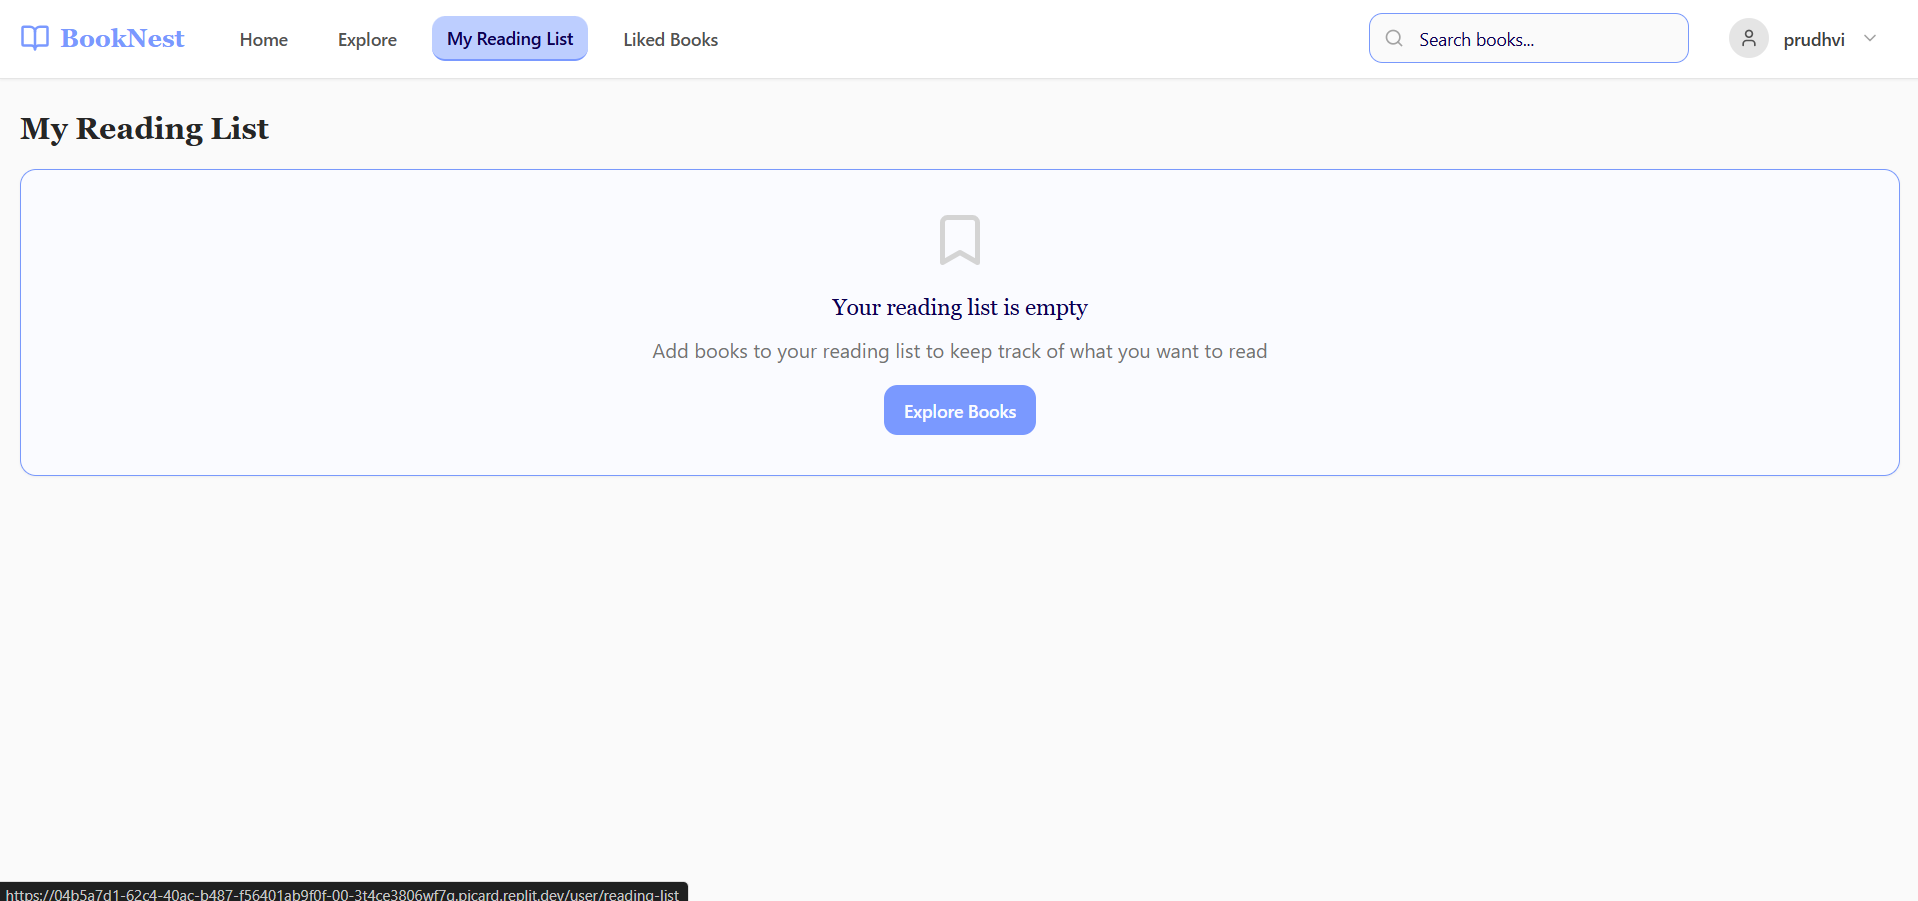 BookNest
Home
Explore
My Reading List
Liked Books
Search books...
prudhvi
My Reading List
Your reading list is empty
Add books to your reading list to keep track of what you want to read
Explore Books
https://04b5a7d1-62c4-40ac-b487-f56401ab9f0f-00-3t4ce3806wf7q.picard.replit.dev/user/reading-list